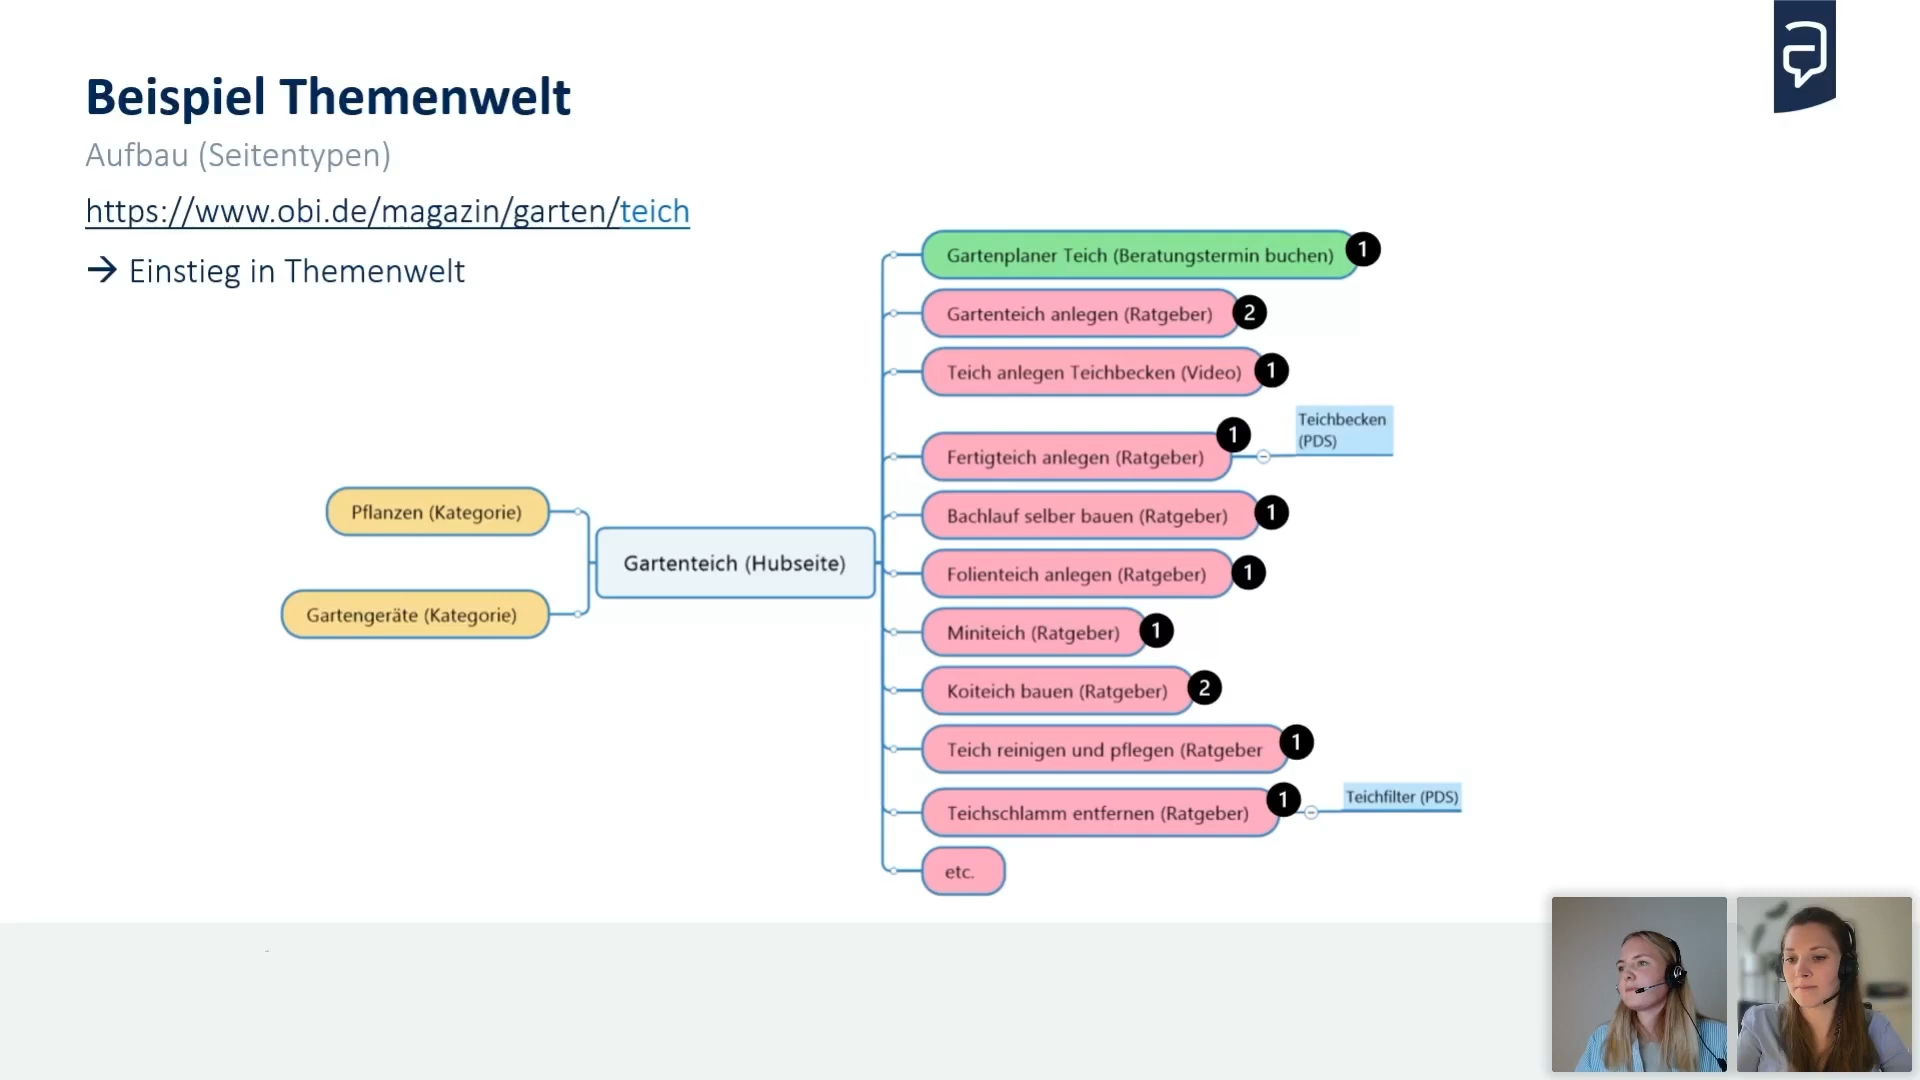 Beispiel Themenwelt
Aufbau (Seitentypen)
https://www.obi.de/magazin/garten/teich
→ Einstieg in Themenwelt
Gartenplaner Teich (Beratungstermin buchen) 1
Gartenteich anlegen (Ratgeber) 2
Teich anlegen Teichbecken (Video) 1
Teichbecken
(PDS)
Fertigteich anlegen (Ratgeber) 1
Pflanzen (Kategorie)
Bachlauf selber bauen (Ratgeber) 1
Gartenteich (Hubseite)
Folienteich anlegen (Ratgeber) 1
Gartengeräte (Kategorie)
Miniteich (Ratgeber) 1
Koiteich bauen (Ratgeber) 2
Teich reinigen und pflegen (Ratgeber 1
Teichschlamm entfernen (Ratgeber) 1
Teichfilter (PDS)
etc.